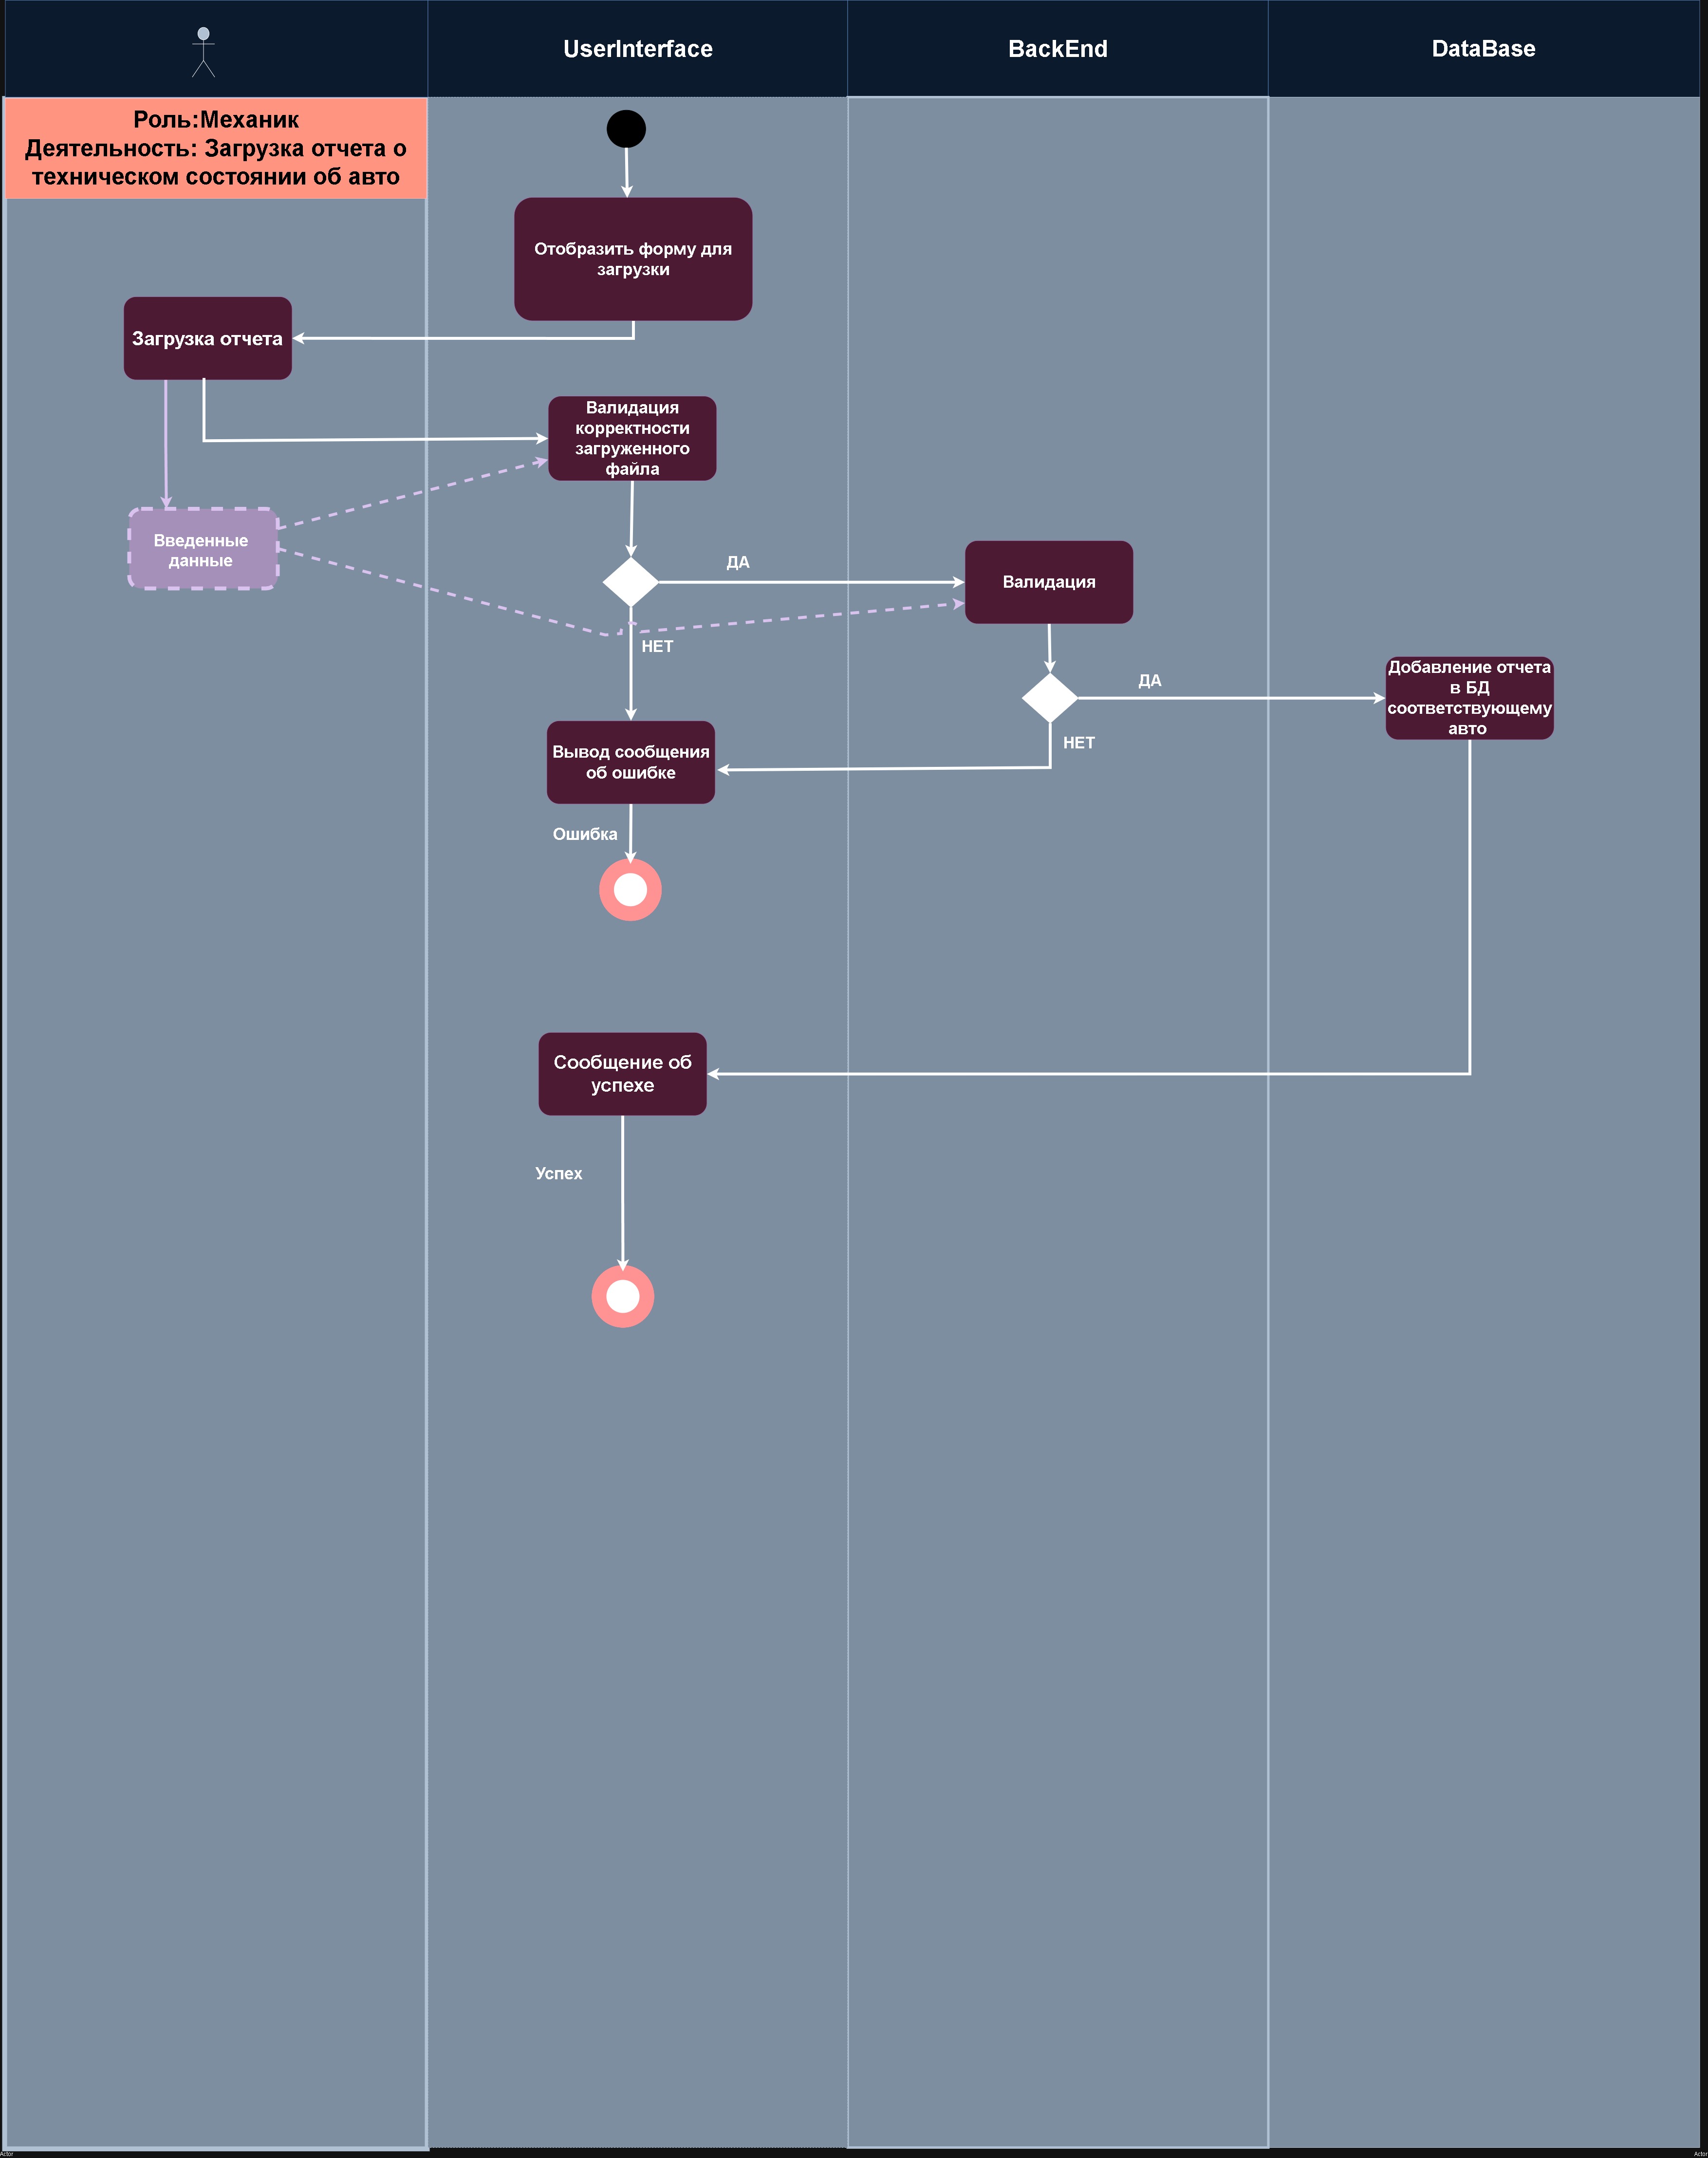 UserInterface
BackEnd
DataBase
Роль:Механик
Деятельность: Загрузка отчета о
техническом состоянии об авто
Отобразить форму для
загрузки
Загрузка отчета
Валидация
корректности
загруженного
файла
Введенные
данные
ДА
Валидация
НЕТ
ДА
Добавление отчета
в БД
соответствующему
авто
НЕТ
Вывод сообщения
об ошибке
Ошибка
Сообщение об
успехе
Успех
Actor
Actor